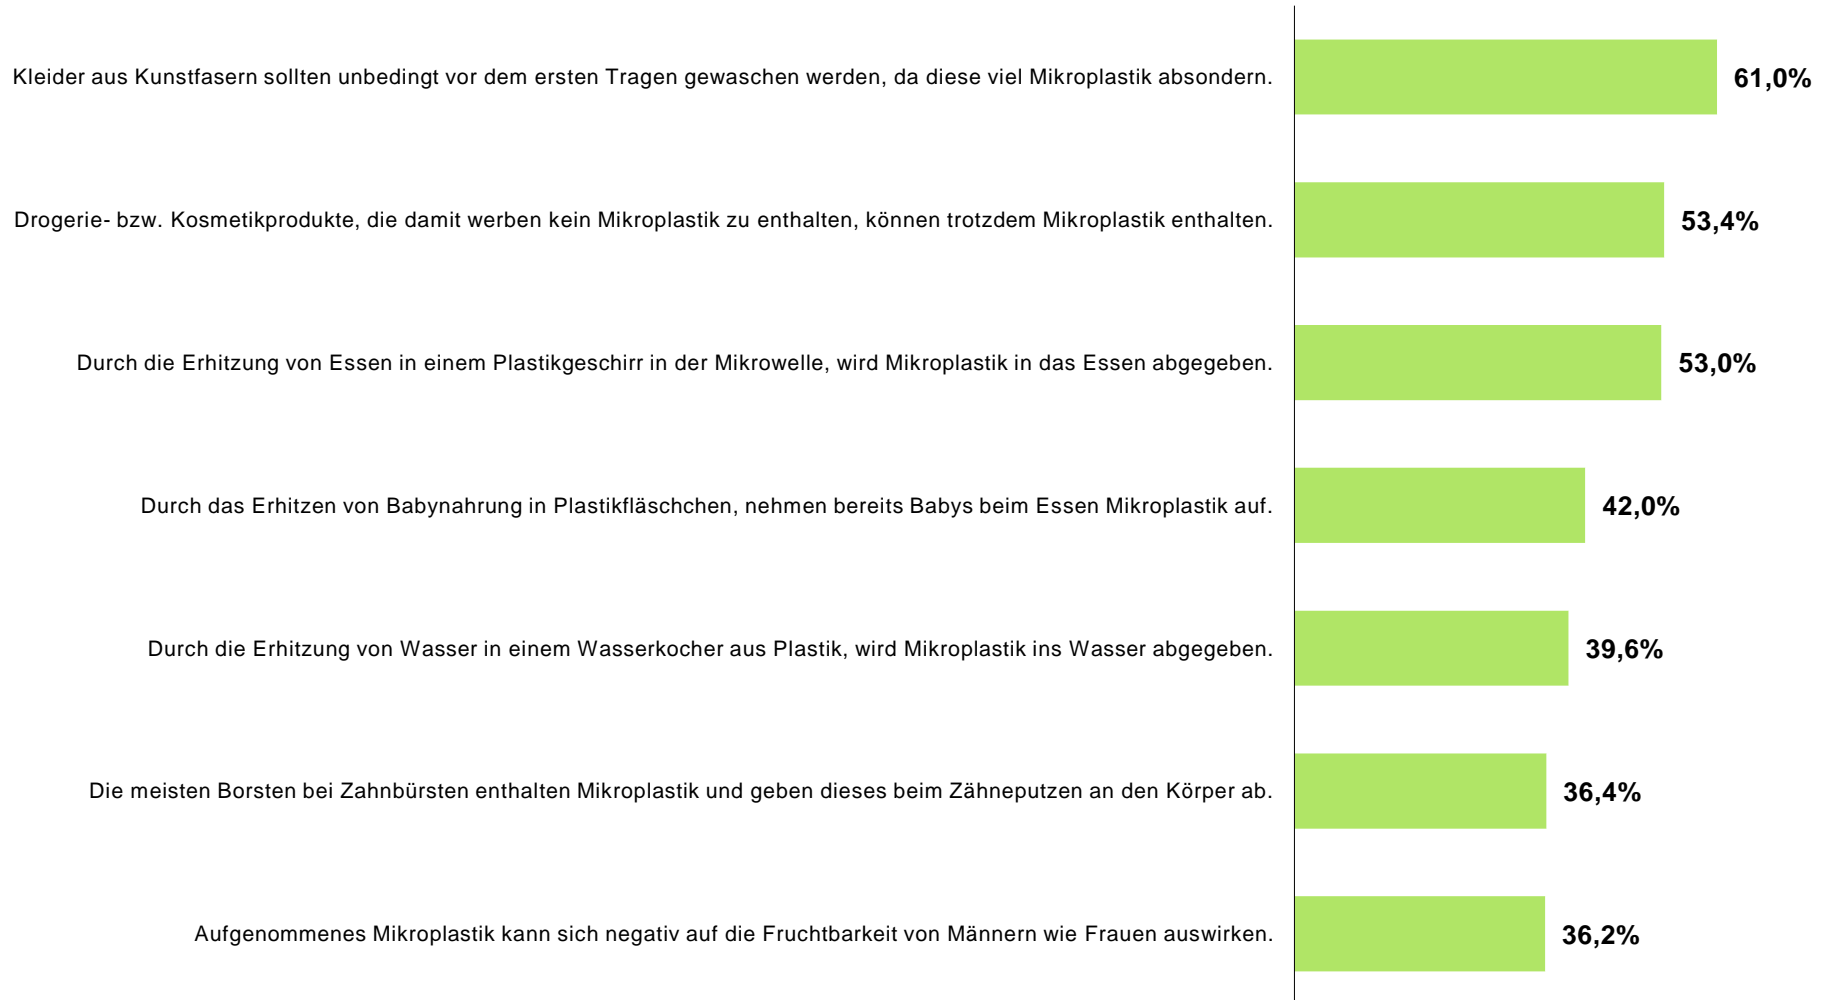 Kleider aus Kunstfasern sollten unbedingt vor dem ersten Tragen gewaschen werden, da diese viel Mikroplastik absondern.
61,0%
Drogerie- bzw. Kosmetikprodukte, die damit werben kein Mikroplastik zu enthalten, können trotzdem Mikroplastik enthalten.
53,4%
Durch die Erhitzung von Essen in einem Plastikgeschirr in der Mikrowelle, wird Mikroplastik in das Essen abgegeben.
53,0%
Durch das Erhitzen von Babynahrung in Plastikfläschchen, nehmen bereits Babys beim Essen Mikroplastik auf.
42,0%
Durch die Erhitzung von Wasser in einem Wasserkocher aus Plastik, wird Mikroplastik ins Wasser abgegeben.
39,6%
Die meisten Borsten bei Zahnbürsten enthalten Mikroplastik und geben dieses beim Zähneputzen an den Körper ab.
36,4%
Aufgenommenes Mikroplastik kann sich negativ auf die Fruchtbarkeit von Männern wie Frauen auswirken.
36,2%